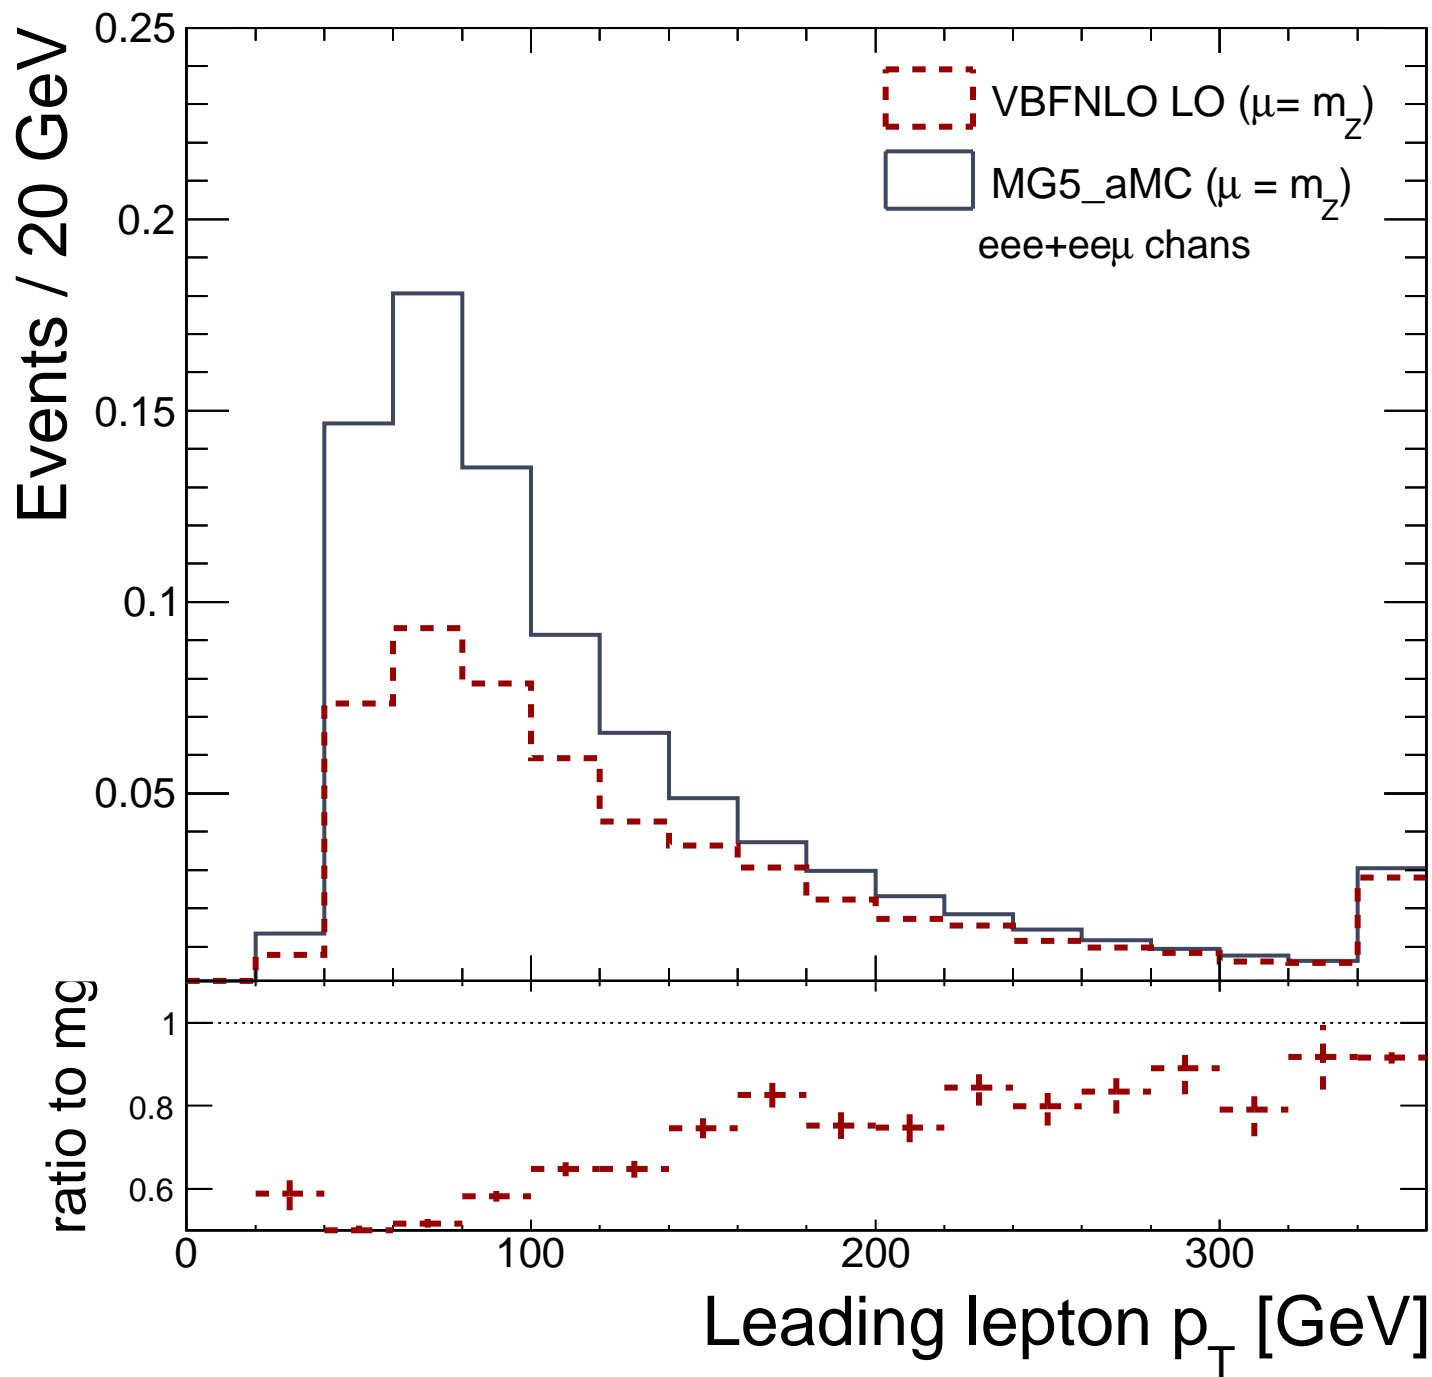 Events / 20 GeV
0.25
0.2
0.15
0.1
0.05
VBFNLO LO (μ= m_Z)
MG5_aMC (μ = m_Z)
eee+eeμ chans
ratio to mg
1
0.8
0.6
0 100 200 300
Leading lepton p_T [GeV]